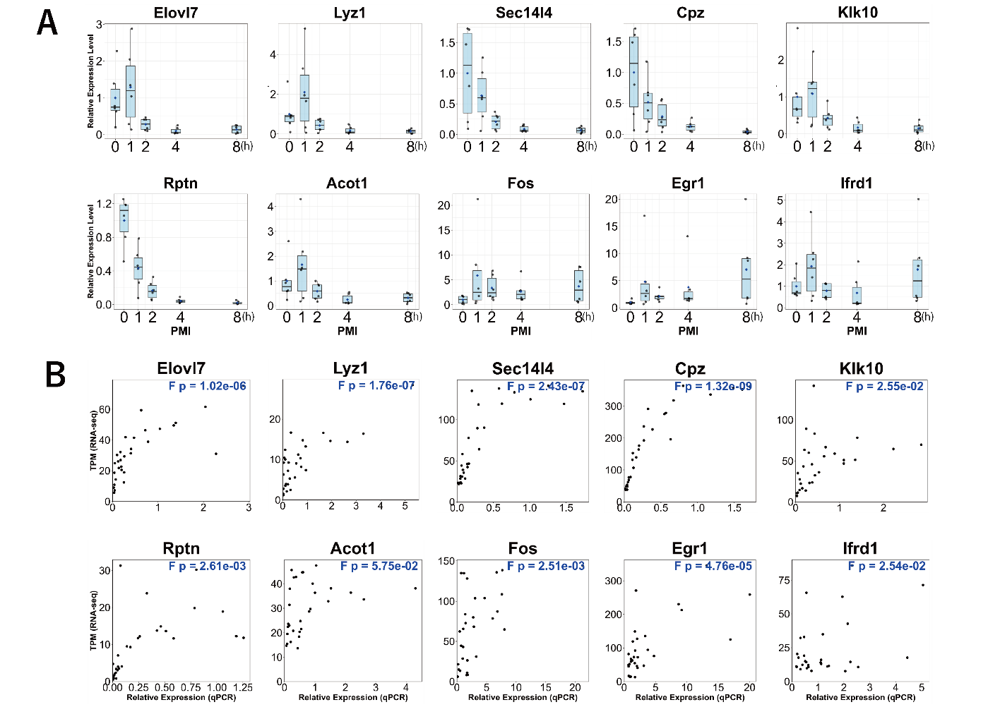 A
Elovl7 Lyz1 Sec14l4 Cpz Klk10
Relative Expression Level
3 2 1 0
4 2 0
1.5 1.0 0.5 0.0
1.5 1.0 0.5 0.0
2 1 0
0 1 2 4 8(h) 0 1 2 4 8(h) 0 1 2 4 8(h) 0 1 2 4 8(h) 0 1 2 4 8(h)
Rptn Acot1 Fos Egr1 Ifrd1
Relative Expression Level
1.2 0.8 0.4 0.0
4 3 2 1 0
20 15 10 5 0
20 15 10 5 0
5 4 3 2 1 0
0 1 2 4 8(h) 0 1 2 4 8(h) 0 1 2 4 8(h) 0 1 2 4 8(h) 0 1 2 4 8(h)
PMI PMI PMI PMI PMI
B
Elovl7 Lyz1 Sec14l4 Cpz Klk10
F p = 1.02e-06 F p = 1.76e-07 F p = 2.43e-07 F p = 1.32e-09 F p = 2.55e-02
TPM (RNA-seq)
60 40 20 0
20 10 0
100 50 0
300 200 100 0
100 50 0
0 1 2 3 0 1 2 3 4 5 0.0 0.5 1.0 1.5 0.0 0.5 1.0 1.5 0 1 2
Rptn Acot1 Fos Egr1 Ifrd1
F p = 2.61e-03 F p = 5.75e-02 F p = 2.51e-03 F p = 4.76e-05 F p = 2.54e-02
TPM (RNA-seq)
30 20 10 0
40 30 20 10 0
150 100 50 0
300 200 100 0
75 50 25 0
0.00 0.25 0.50 0.75 1.00 1.25 0 1 2 3 4 0 5 10 15 20 0 5 10 15 20 0 1 2 3 4 5
Relative Expression (qPCR) Relative Expression (qPCR) Relative Expression (qPCR) Relative Expression (qPCR) Relative Expression (qPCR)